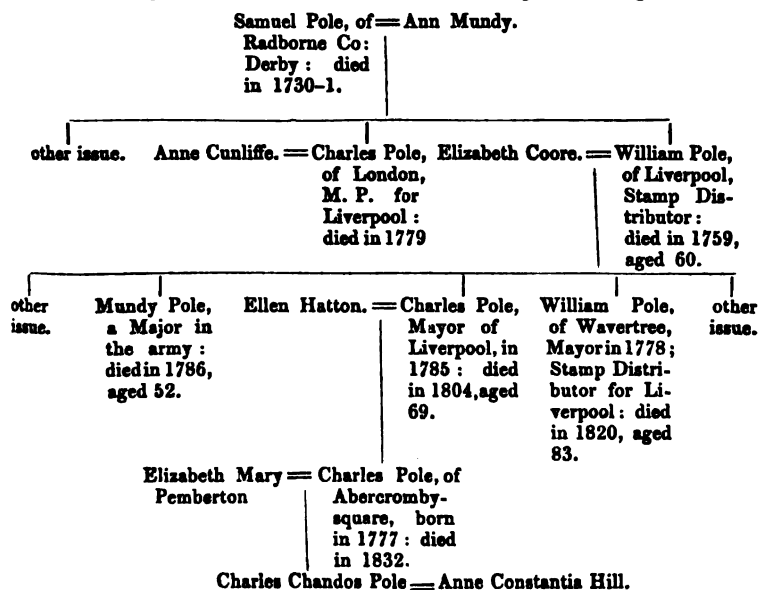 Samuel Pole, of = Ann Mundy.
Radborne Co:
Derby: died
in 1730-1.
other issue.
Anne Cunliffe. = Charles Pole,
of London,
M. P. for
Liverpool:
died in 1779
Elizabeth Coore. = William Pole,
of Liverpool,
Stamp Dis-
tributor:
died in 1759,
aged 60.
other
issue.
Mundy Pole,
a Major in
the army:
died in 1786,
aged 52.
Ellen Hatton. = Charles Pole,
Mayor of
Liverpool, in
1785: died
in 1804, aged
69.
William Pole,
of Wavertree,
Mayor in 1778;
Stamp Distri-
butor for Li-
verpool: died
in 1820, aged
83.
other
issue.
Elizabeth Mary = Charles Pole, of
Pemberton
Abercromby-
square, born
in 1777: died
in 1832.
Charles Chandos Pole = Anne Constantia Hill.